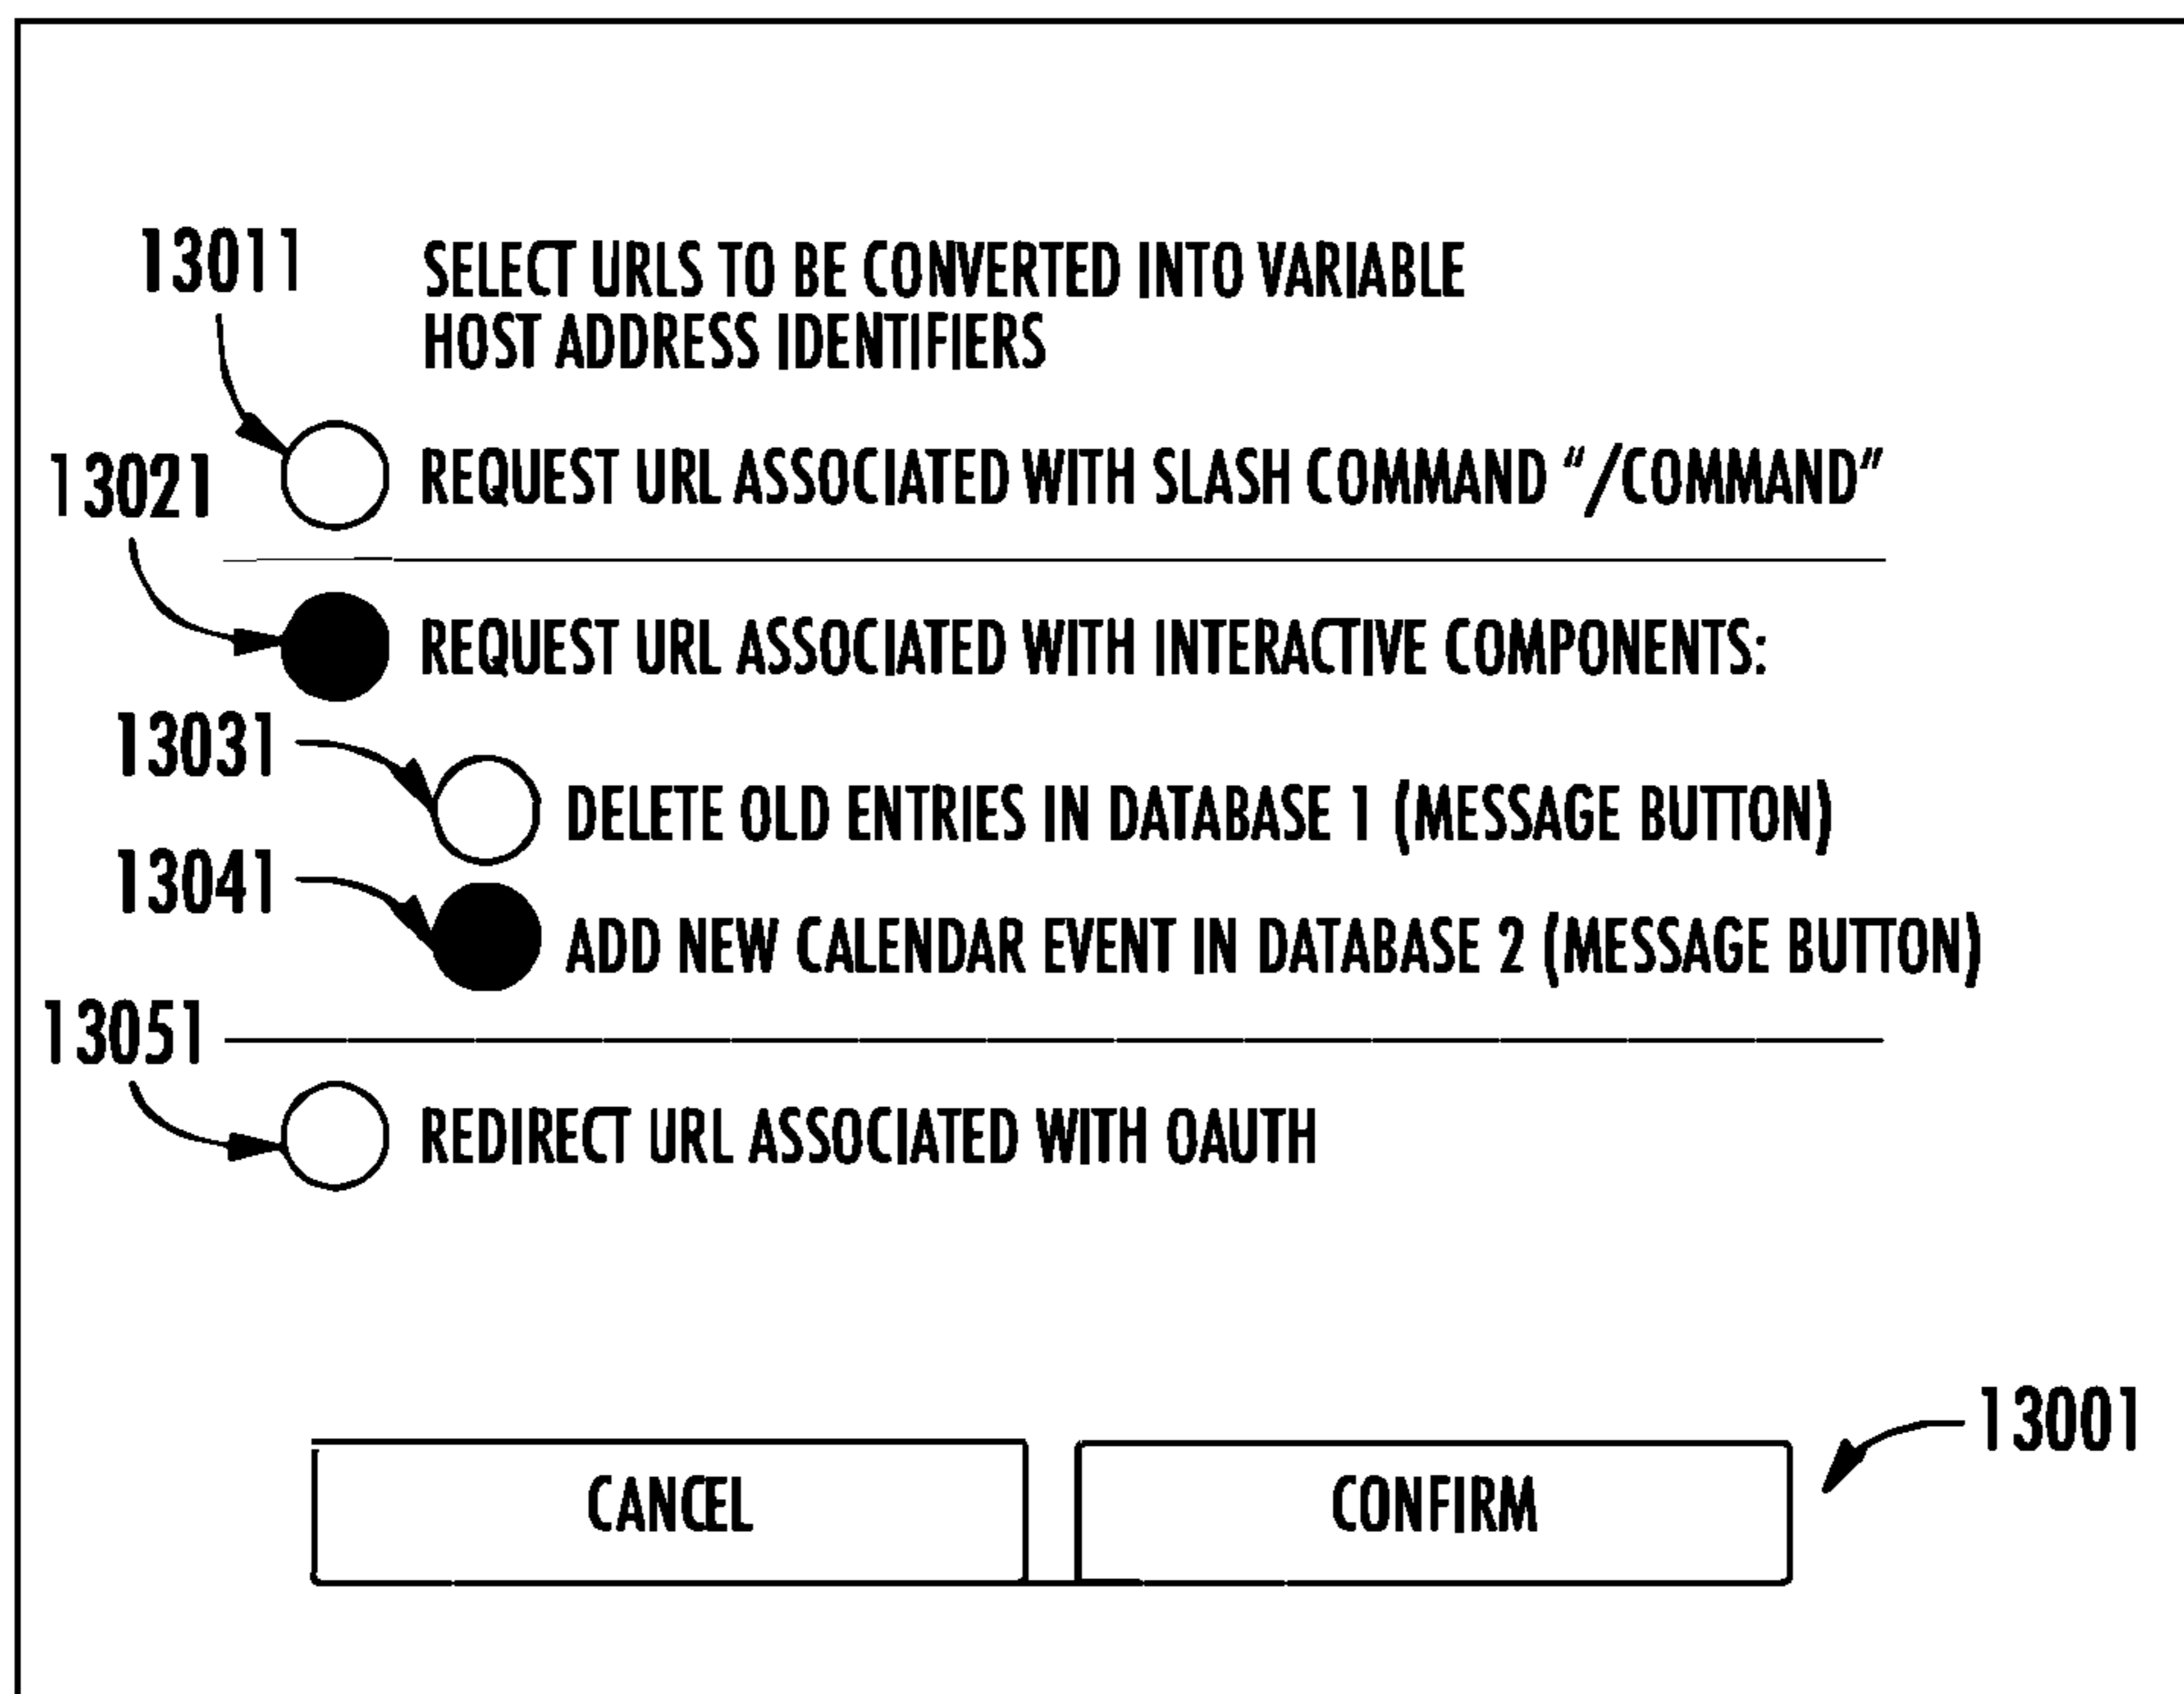 13011
SELECT URLS TO BE CONVERTED INTO VARIABLE
HOST ADDRESS IDENTIFIERS
13021
REQUEST URL ASSOCIATED WITH SLASH COMMAND "/COMMAND"
REQUEST URL ASSOCIATED WITH INTERACTIVE COMPONENTS:
13031
DELETE OLD ENTRIES IN DATABASE 1 (MESSAGE BUTTON)
13041
ADD NEW CALENDAR EVENT IN DATABASE 2 (MESSAGE BUTTON)
13051
REDIRECT URL ASSOCIATED WITH OAUTH
13001
CANCEL
CONFIRM